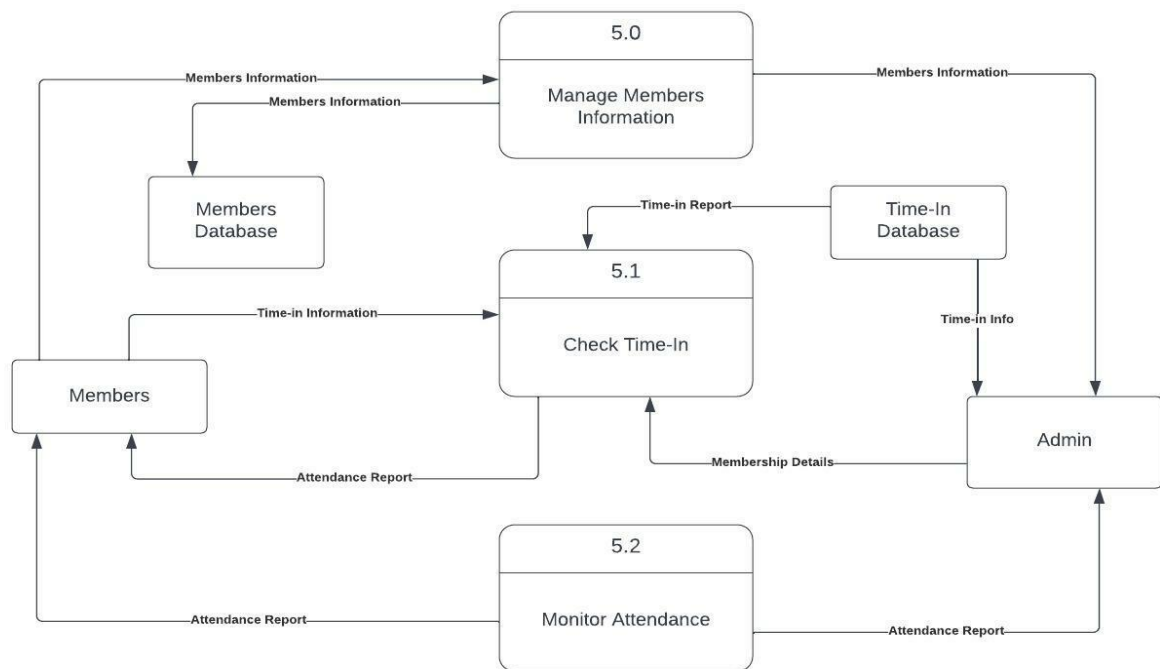 5.0
Members Information
Members Information
Manage Members
Information
Members Information
Members
Database
Time-in Report
Time-In
Database
5.1
Time-in Information
Time-in Info
Check Time-In
Members
Admin
Membership Details
Attendance Report
5.2
Monitor Attendance
Attendance Report
Attendance Report